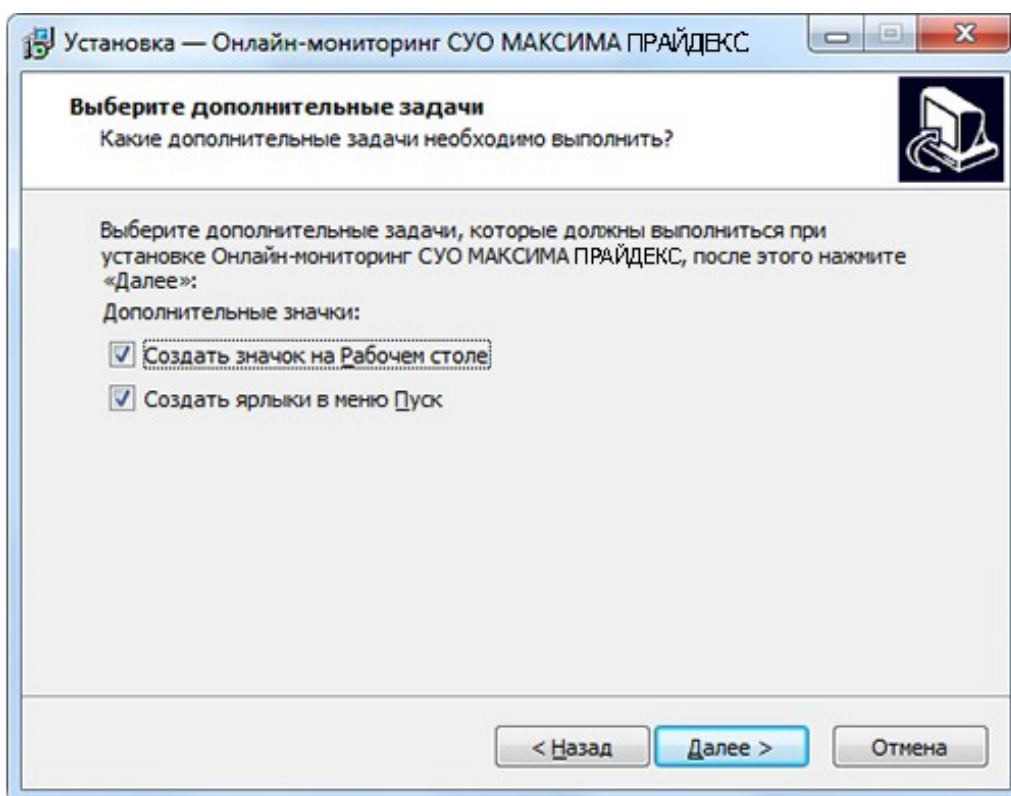 Установка — Онлайн-мониторинг СУО МАКСИМА ПРАЙДЕКС
Выберите дополнительные задачи
Какие дополнительные задачи необходимо выполнить?
Выберите дополнительные задачи, которые должны выполниться при
установке Онлайн-мониторинг СУО МАКСИМА ПРАЙДЕКС, после этого нажмите
«Далее»:
Дополнительные значки:
Создать значок на Рабочем столе
Создать ярлыки в меню Пуск
< Назад Далее > Отмена